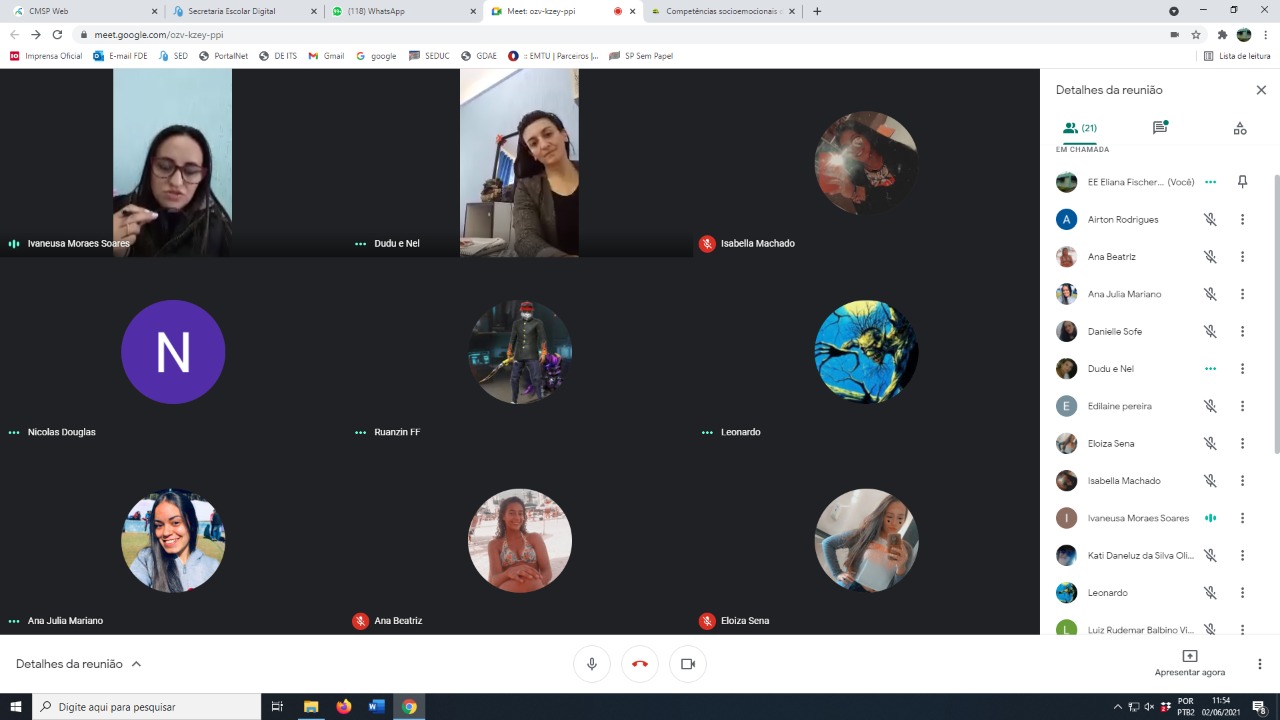 CMSP Web
Secretaria Escolar Digital
(118) WhatsApp
Meet: ozv-kzey-ppi
Competências socioemocionais c
meet.google.com/ozv-kzey-ppi
Imprensa Oficial
E-mail FDE
SED
PortalNet
DE ITS
Gmail
google
SEDUC
GDAE
:: EMTU | Parceiros |...
SP Sem Papel
Lista de leitura
Ivaneusa Moraes Soares
Dudu e Nel
Isabella Machado
N
Nicolas Douglas
Ruanzin FF
Leonardo
Ana Julia Mariano
Ana Beatriz
Eloiza Sena
Detalhes da reunião
(21)
EM CHAMADA
EE Eliana Fischer... (Você)
A Airton Rodrigues
Ana Beatriz
Ana Julia Mariano
Danielle Sofe
Dudu e Nel
E Edilaine pereira
Eloiza Sena
Isabella Machado
I Ivaneusa Moraes Soares
Kati Daneluz da Silva Oli...
Leonardo
L Luiz Rudemar Balbino Vi...
Detalhes da reunião
Apresentar agora
Digite aqui para pesquisar
POR
PTB2
11:54
02/06/2021
8